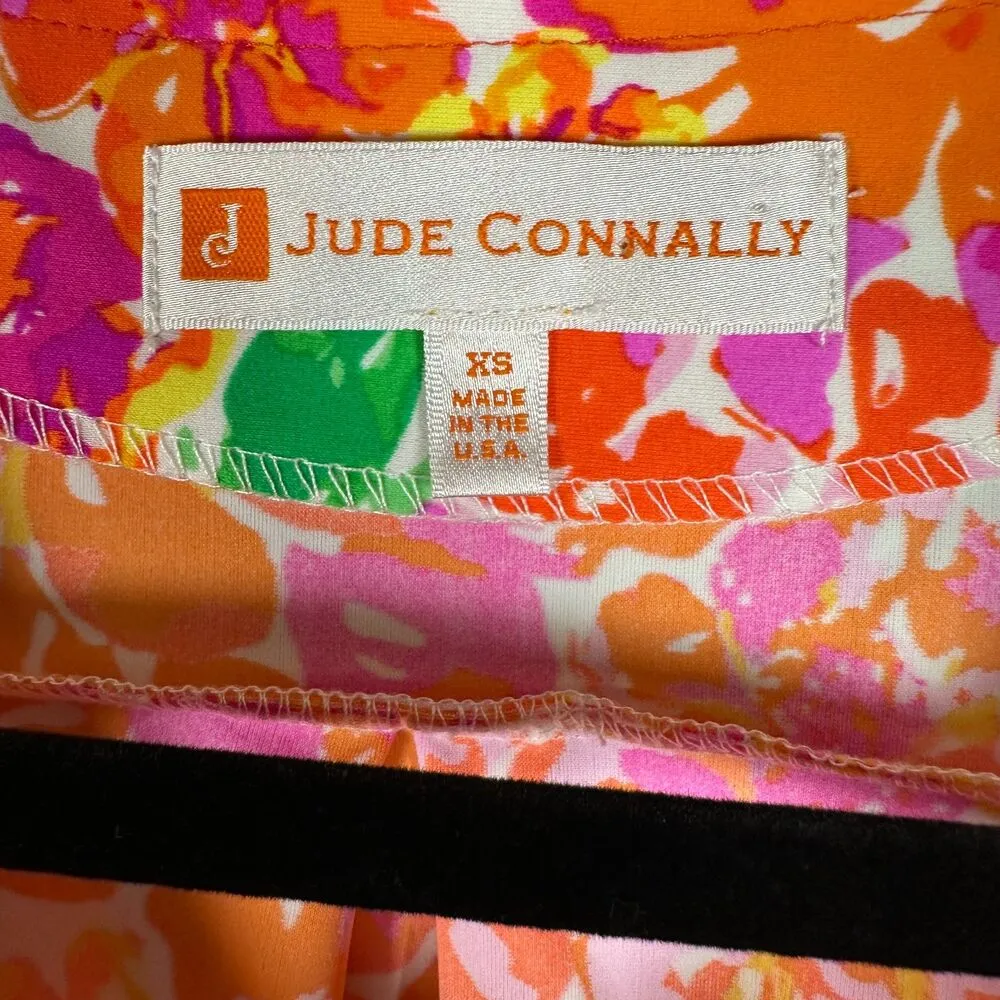 JC
JUDE CONNALLY
XS
MADE
IN THE
U.S.A.